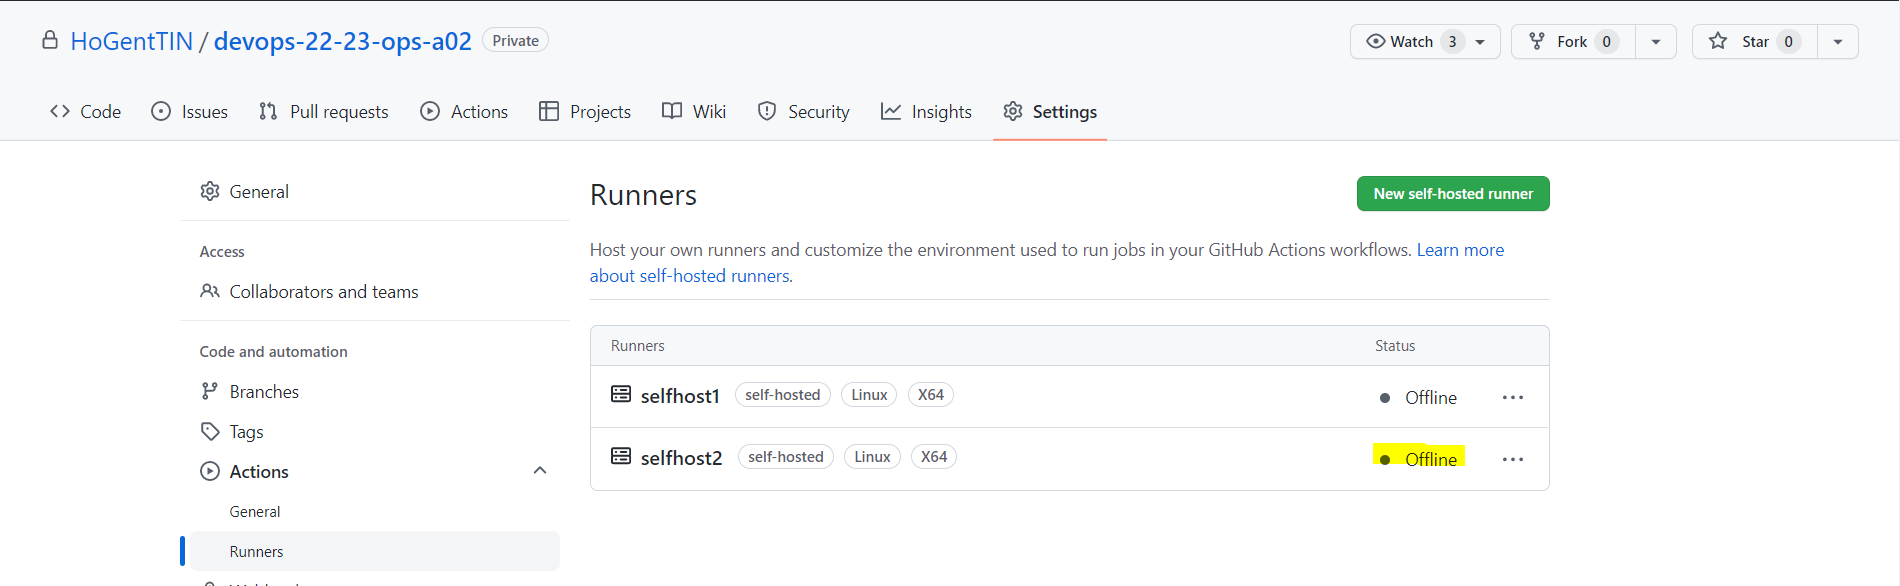 HoGentTIN / devops-22-23-ops-a02 Private
Watch 3 Fork 0 Star 0
Code Issues Pull requests Actions Projects Wiki Security Insights Settings
General
Access
Collaborators and teams
Code and automation
Branches
Tags
Actions
General
Runners
Runners
New self-hosted runner
Host your own runners and customize the environment used to run jobs in your GitHub Actions workflows. Learn more
about self-hosted runners.
Runners Status
selfhost1 self-hosted Linux X64 Offline
selfhost2 self-hosted Linux X64 Offline